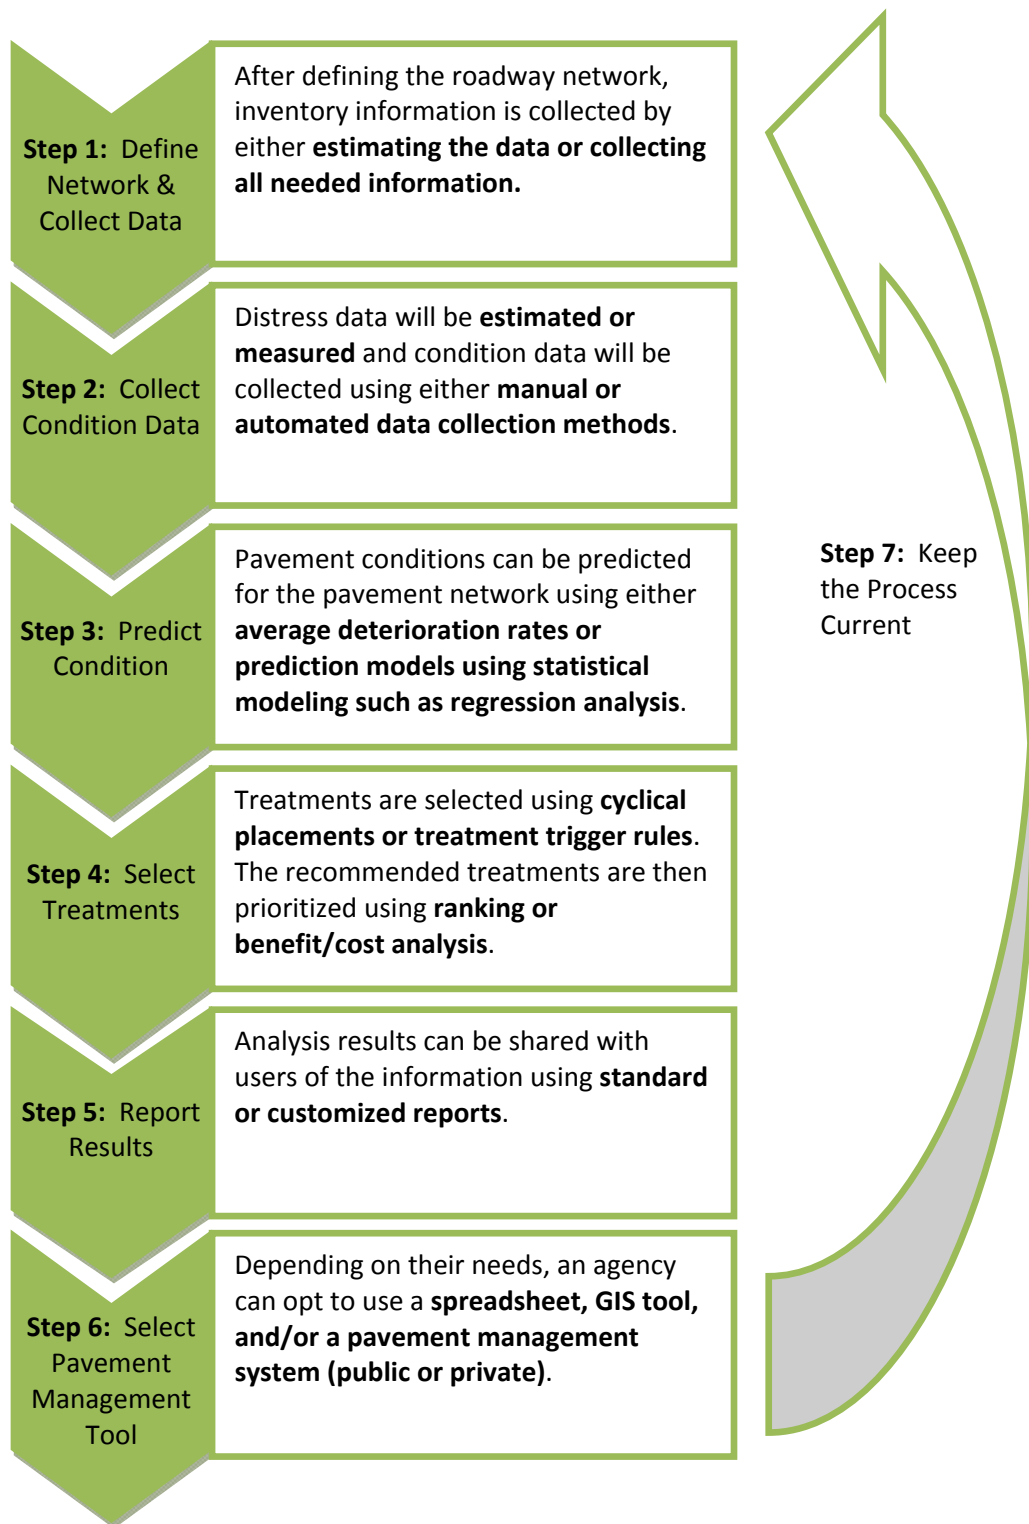 Step 1:  Define
Network &
Collect Data
After defining the roadway network,
inventory information is collected by
either estimating the data or collecting
all needed information.
Step 2:  Collect
Condition Data
Distress data will be estimated or
measured and condition data will be
collected using either manual or
automated data collection methods.
Step 3:  Predict
Condition
Pavement conditions can be predicted
for the pavement network using either
average deterioration rates or
prediction models using statistical
modeling such as regression analysis.
Step 4:  Select
Treatments
Treatments are selected using cyclical
placements or treatment trigger rules.
The recommended treatments are then
prioritized using ranking or
benefit/cost analysis.
Step 5:  Report
Results
Analysis results can be shared with
users of the information using standard
or customized reports.
Step 6:  Select
Pavement
Management
Tool
Depending on their needs, an agency
can opt to use a spreadsheet, GIS tool,
and/or a pavement management
system (public or private).
Step 7:  Keep
the Process
Current